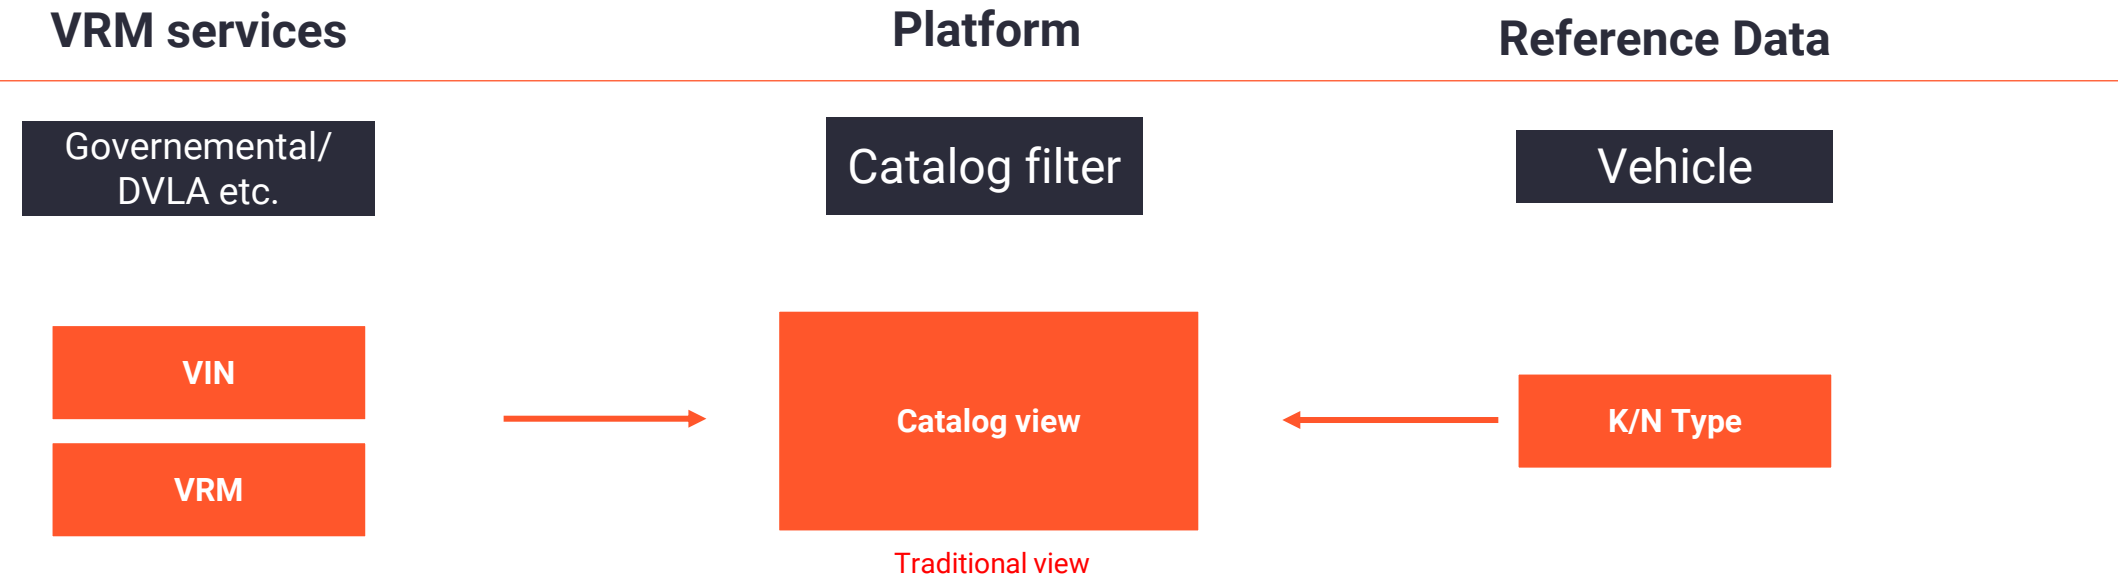 VRM services
Platform
Reference Data
Governemental/
DVLA etc.
Catalog filter
Vehicle
VIN
VRM
Catalog view
K/N Type
Traditional view